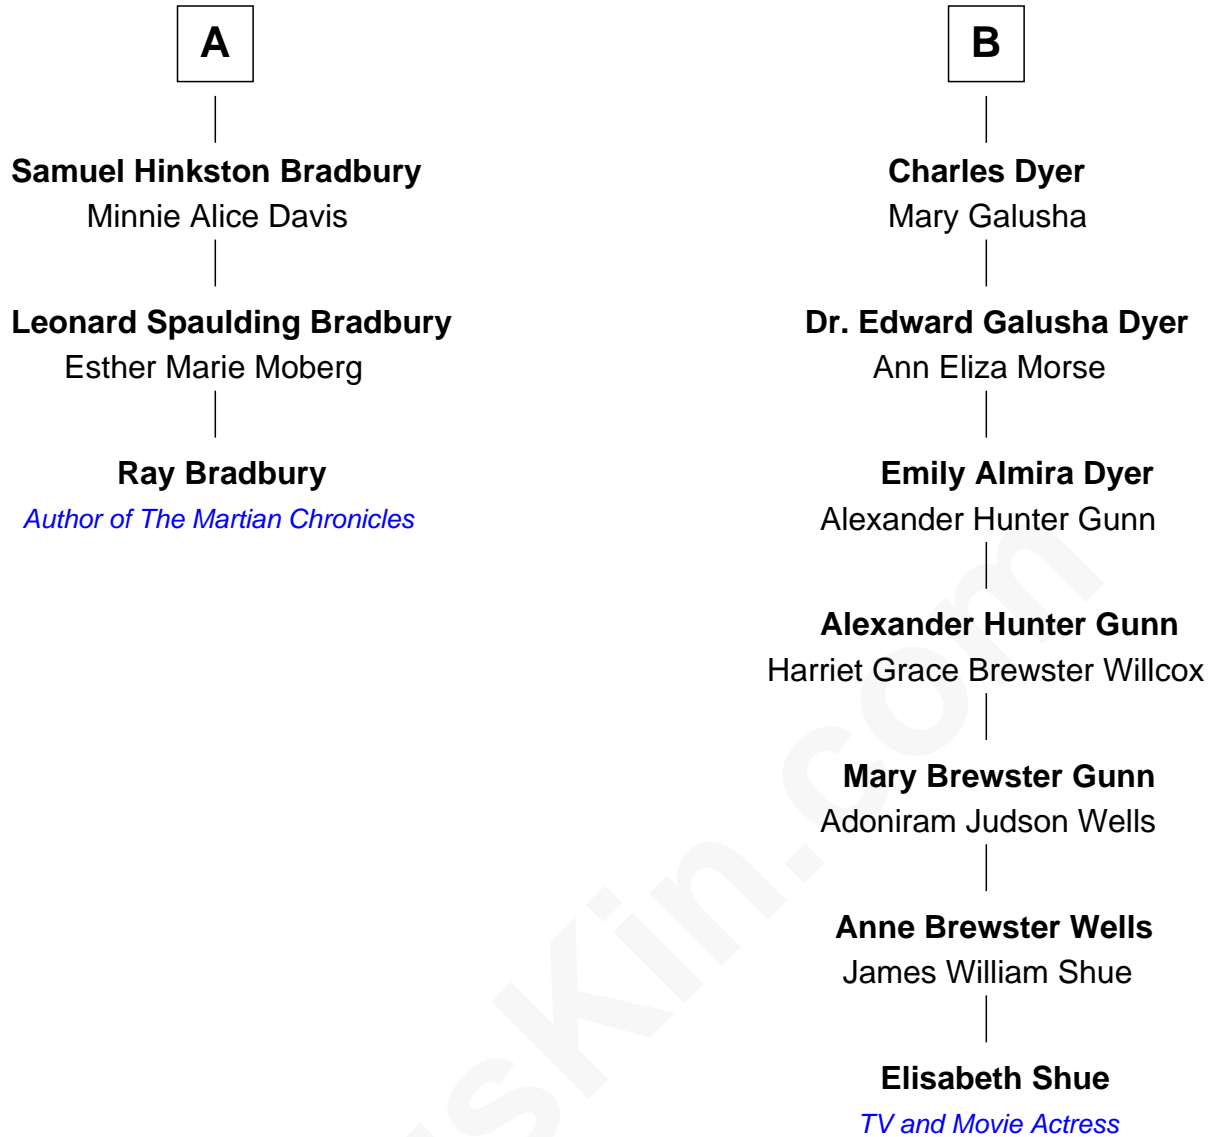 A
Samuel Hinkston Bradbury
Minnie Alice Davis
Leonard Spaulding Bradbury
Esther Marie Moberg
Ray Bradbury
Author of The Martian Chronicles
B
Charles Dyer
Mary Galusha
Dr. Edward Galusha Dyer
Ann Eliza Morse
Emily Almira Dyer
Alexander Hunter Gunn
Alexander Hunter Gunn
Harriet Grace Brewster Willcox
Mary Brewster Gunn
Adoniram Judson Wells
Anne Brewster Wells
James William Shue
Elisabeth Shue
TV and Movie Actress